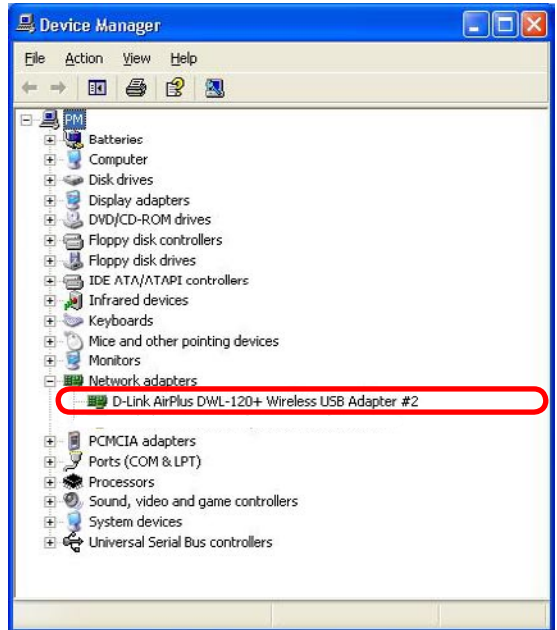 Device Manager
File Action View Help
PM
Batteries
Computer
Disk drives
Display adapters
DVD/CD-ROM drives
Floppy disk controllers
Floppy disk drives
IDE ATA/ATAPI controllers
Infrared devices
Keyboards
Mice and other pointing devices
Monitors
Network adapters
D-Link AirPlus DWL-120+ Wireless USB Adapter #2
PCMCIA adapters
Ports (COM & LPT)
Processors
Sound, video and game controllers
System devices
Universal Serial Bus controllers